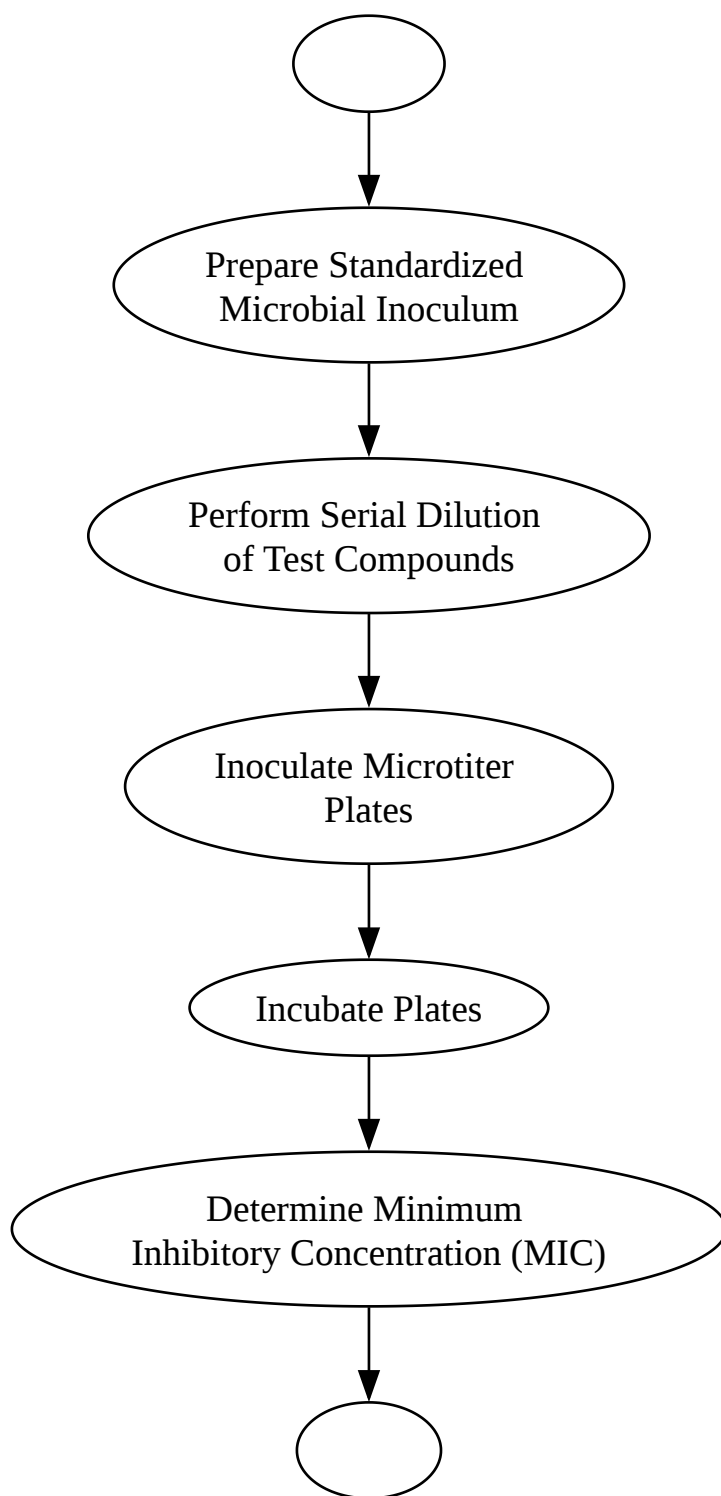 Prepare Standardized
Microbial Inoculum
Perform Serial Dilution
of Test Compounds
Inoculate Microtiter
Plates
Incubate Plates
Determine Minimum
Inhibitory Concentration (MIC)